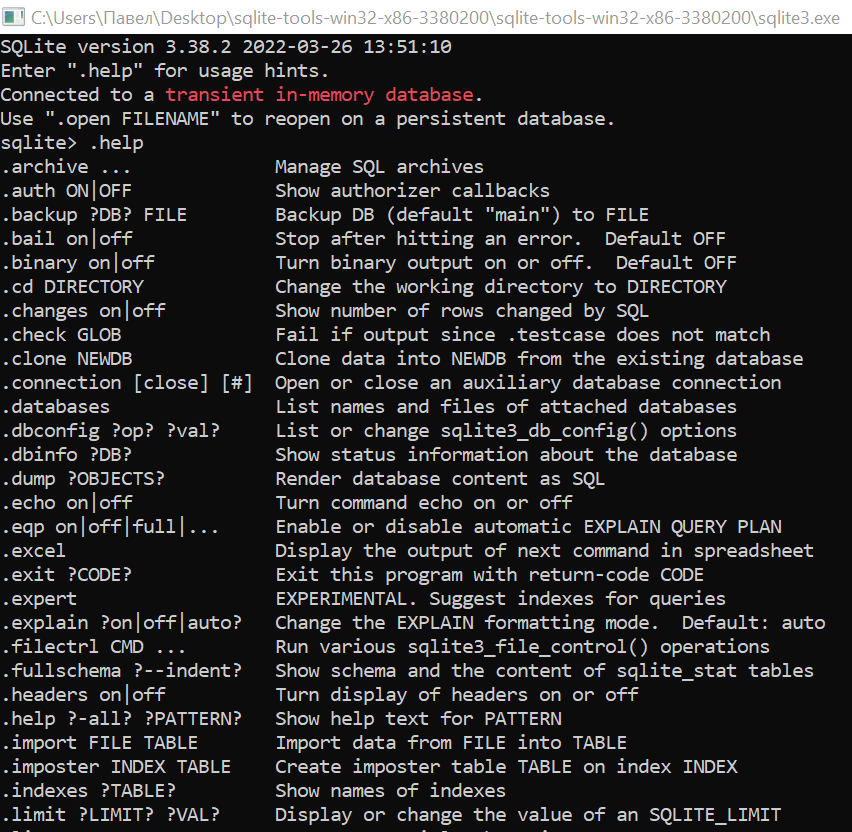 C:\Users\Павел\Desktop\sqlite-tools-win32-x86-3380200\sqlite-tools-win32-x86-3380200\sqlite3.exe
SQLite version 3.38.2 2022-03-26 13:51:10
Enter ".help" for usage hints.
Connected to a transient in-memory database.
Use ".open FILENAME" to reopen on a persistent database.
sqlite> .help
.archive ...             Manage SQL archives
.auth ON|OFF             Show authorizer callbacks
.backup ?DB? FILE        Backup DB (default "main") to FILE
.bail on|off             Stop after hitting an error.  Default OFF
.binary on|off           Turn binary output on or off.  Default OFF
.cd DIRECTORY            Change the working directory to DIRECTORY
.changes on|off          Show number of rows changed by SQL
.check GLOB              Fail if output since .testcase does not match
.clone NEWDB             Clone data into NEWDB from the existing database
.connection [close] [#]  Open or close an auxiliary database connection
.databases               List names and files of attached databases
.dbconfig ?op? ?val?     List or change sqlite3_db_config() options
.dbinfo ?DB?             Show status information about the database
.dump ?OBJECTS?          Render database content as SQL
.echo on|off             Turn command echo on or off
.eqp on|off|full|...     Enable or disable automatic EXPLAIN QUERY PLAN
.excel                   Display the output of next command in spreadsheet
.exit ?CODE?             Exit this program with return-code CODE
.expert                  EXPERIMENTAL. Suggest indexes for queries
.explain ?on|off|auto?   Change the EXPLAIN formatting mode.  Default: auto
.filectrl CMD ...        Run various sqlite3_file_control() operations
.fullschema ?--indent?   Show schema and the content of sqlite_stat tables
.headers on|off          Turn display of headers on or off
.help ?-all? ?PATTERN?   Show help text for PATTERN
.import FILE TABLE       Import data from FILE into TABLE
.imposter INDEX TABLE    Create imposter table TABLE on index INDEX
.indexes ?TABLE?         Show names of indexes
.limit ?LIMIT? ?VAL?     Display or change the value of an SQLITE_LIMIT